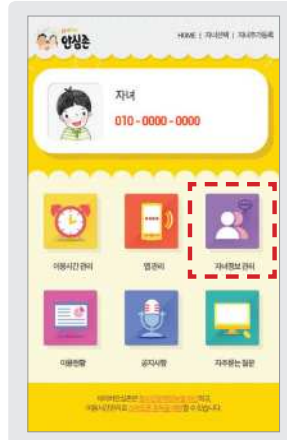 안심존
HOME | 자녀선택 | 자녀추가등록
자녀
010 - 0000 - 0000
이용시간 관리
앱 관리
자녀정보 관리
이용현황
공지사항
자주묻는 질문